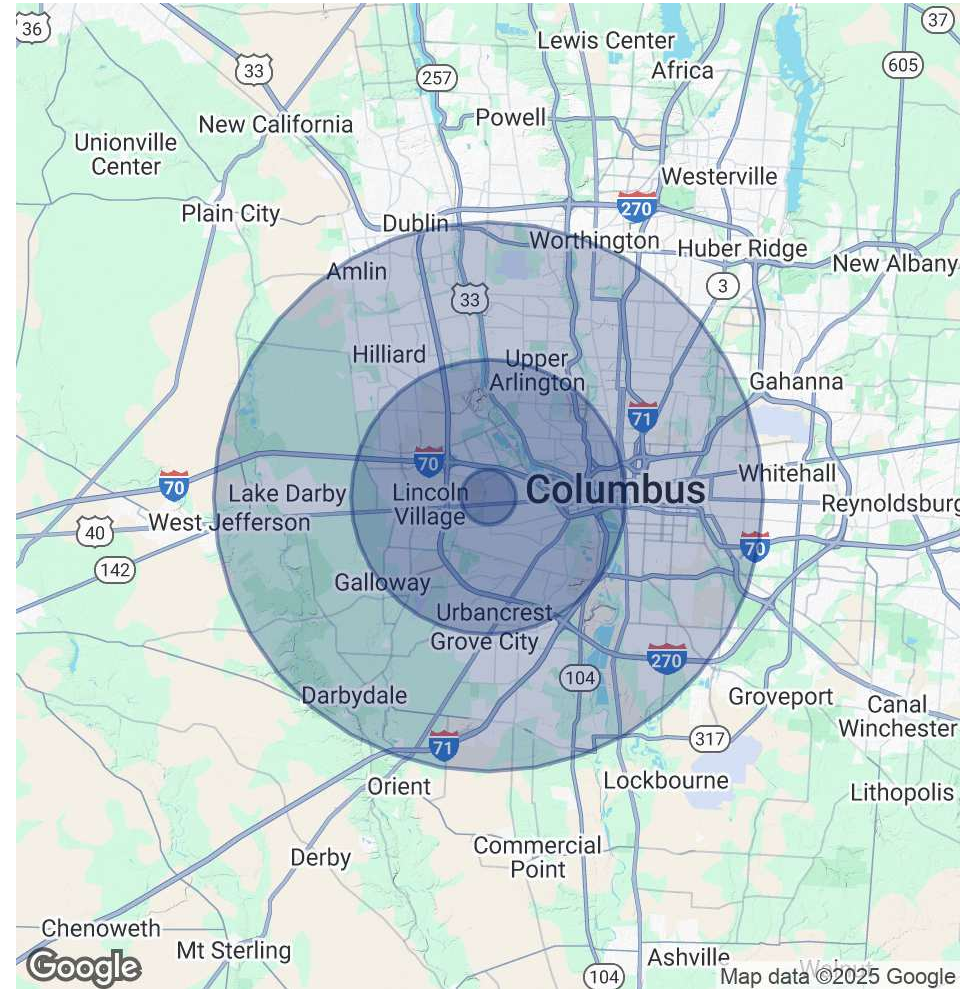 36
37
Lewis Center
33
Africa
605
257
Powell
New California
Unionville
Center
Westerville
270
Plain City
Dublin
Worthington
Huber Ridge
New Albany
Amlin
3
33
Hilliard
Upper
Arlington
Gahanna
71
70
Whitehall
70
Lake Darby
Lincoln
Village
Columbus
Reynoldsburg
West Jefferson
40
70
142
Galloway
Urbancrest
Grove City
270
104
Darbydale
Groveport
Canal
Winchester
317
71
Orient
Lockbourne
Lithopolis
Commercial
Point
Derby
Chenoweth
Mt Sterling
Ashville
Google
104
Map data ©2025 Google